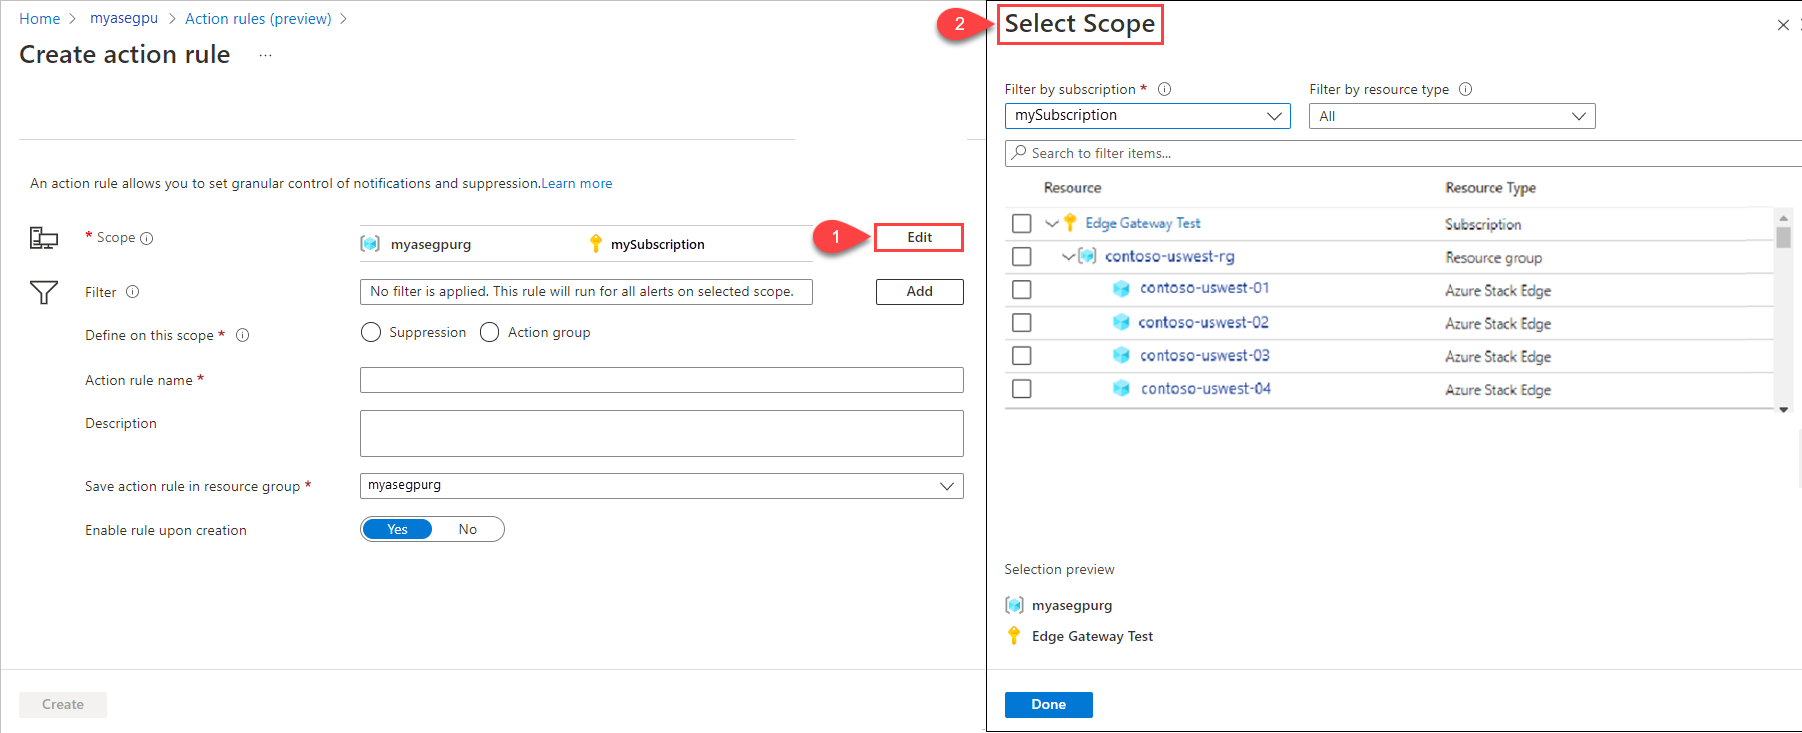 Home > myasegpu > Action rules (preview) >
Create action rule ...
An action rule allows you to set granular control of notifications and suppression.Learn more
* Scope
myasegpurg
mySubscription
1
Edit
Filter
No filter is applied. This rule will run for all alerts on selected scope.
Add
Define on this scope *
Suppression
Action group
Action rule name *
Description
Save action rule in resource group *
myasegpurg
Enable rule upon creation
Yes
No
Create
2
Select Scope
Filter by subscription *
Filter by resource type
mySubscription
All
Search to filter items...
Resource
Resource Type
Edge Gateway Test
Subscription
contoso-uswest-rg
Resource group
contoso-uswest-01
Azure Stack Edge
contoso-uswest-02
Azure Stack Edge
contoso-uswest-03
Azure Stack Edge
contoso-uswest-04
Azure Stack Edge
Selection preview
myasegpurg
Edge Gateway Test
Done